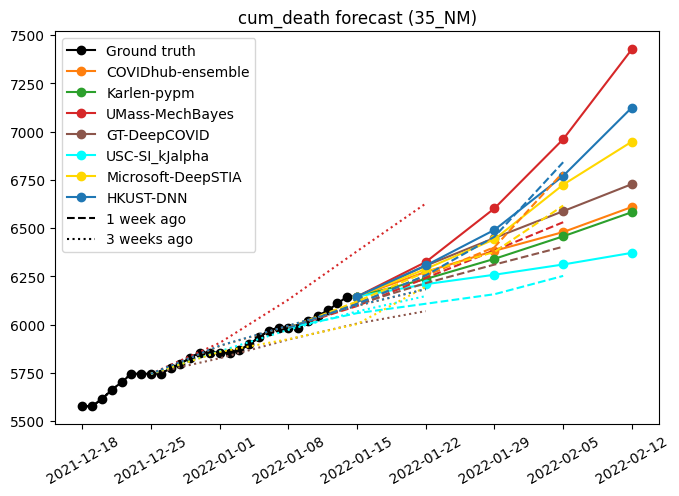 cum_death forecast (35_NM)
7500
7250
7000
6750
6500
6250
6000
5750
5500
Ground truth
COVIDhub-ensemble
Karlen-pypm
UMass-MechBayes
GT-DeepCOVID
USC-SI_kJalpha
Microsoft-DeepSTIA
HKUST-DNN
1 week ago
3 weeks ago
2021-12-18
2021-12-25
2022-01-01
2022-01-08
2022-01-15
2022-01-22
2022-01-29
2022-02-05
2022-02-12